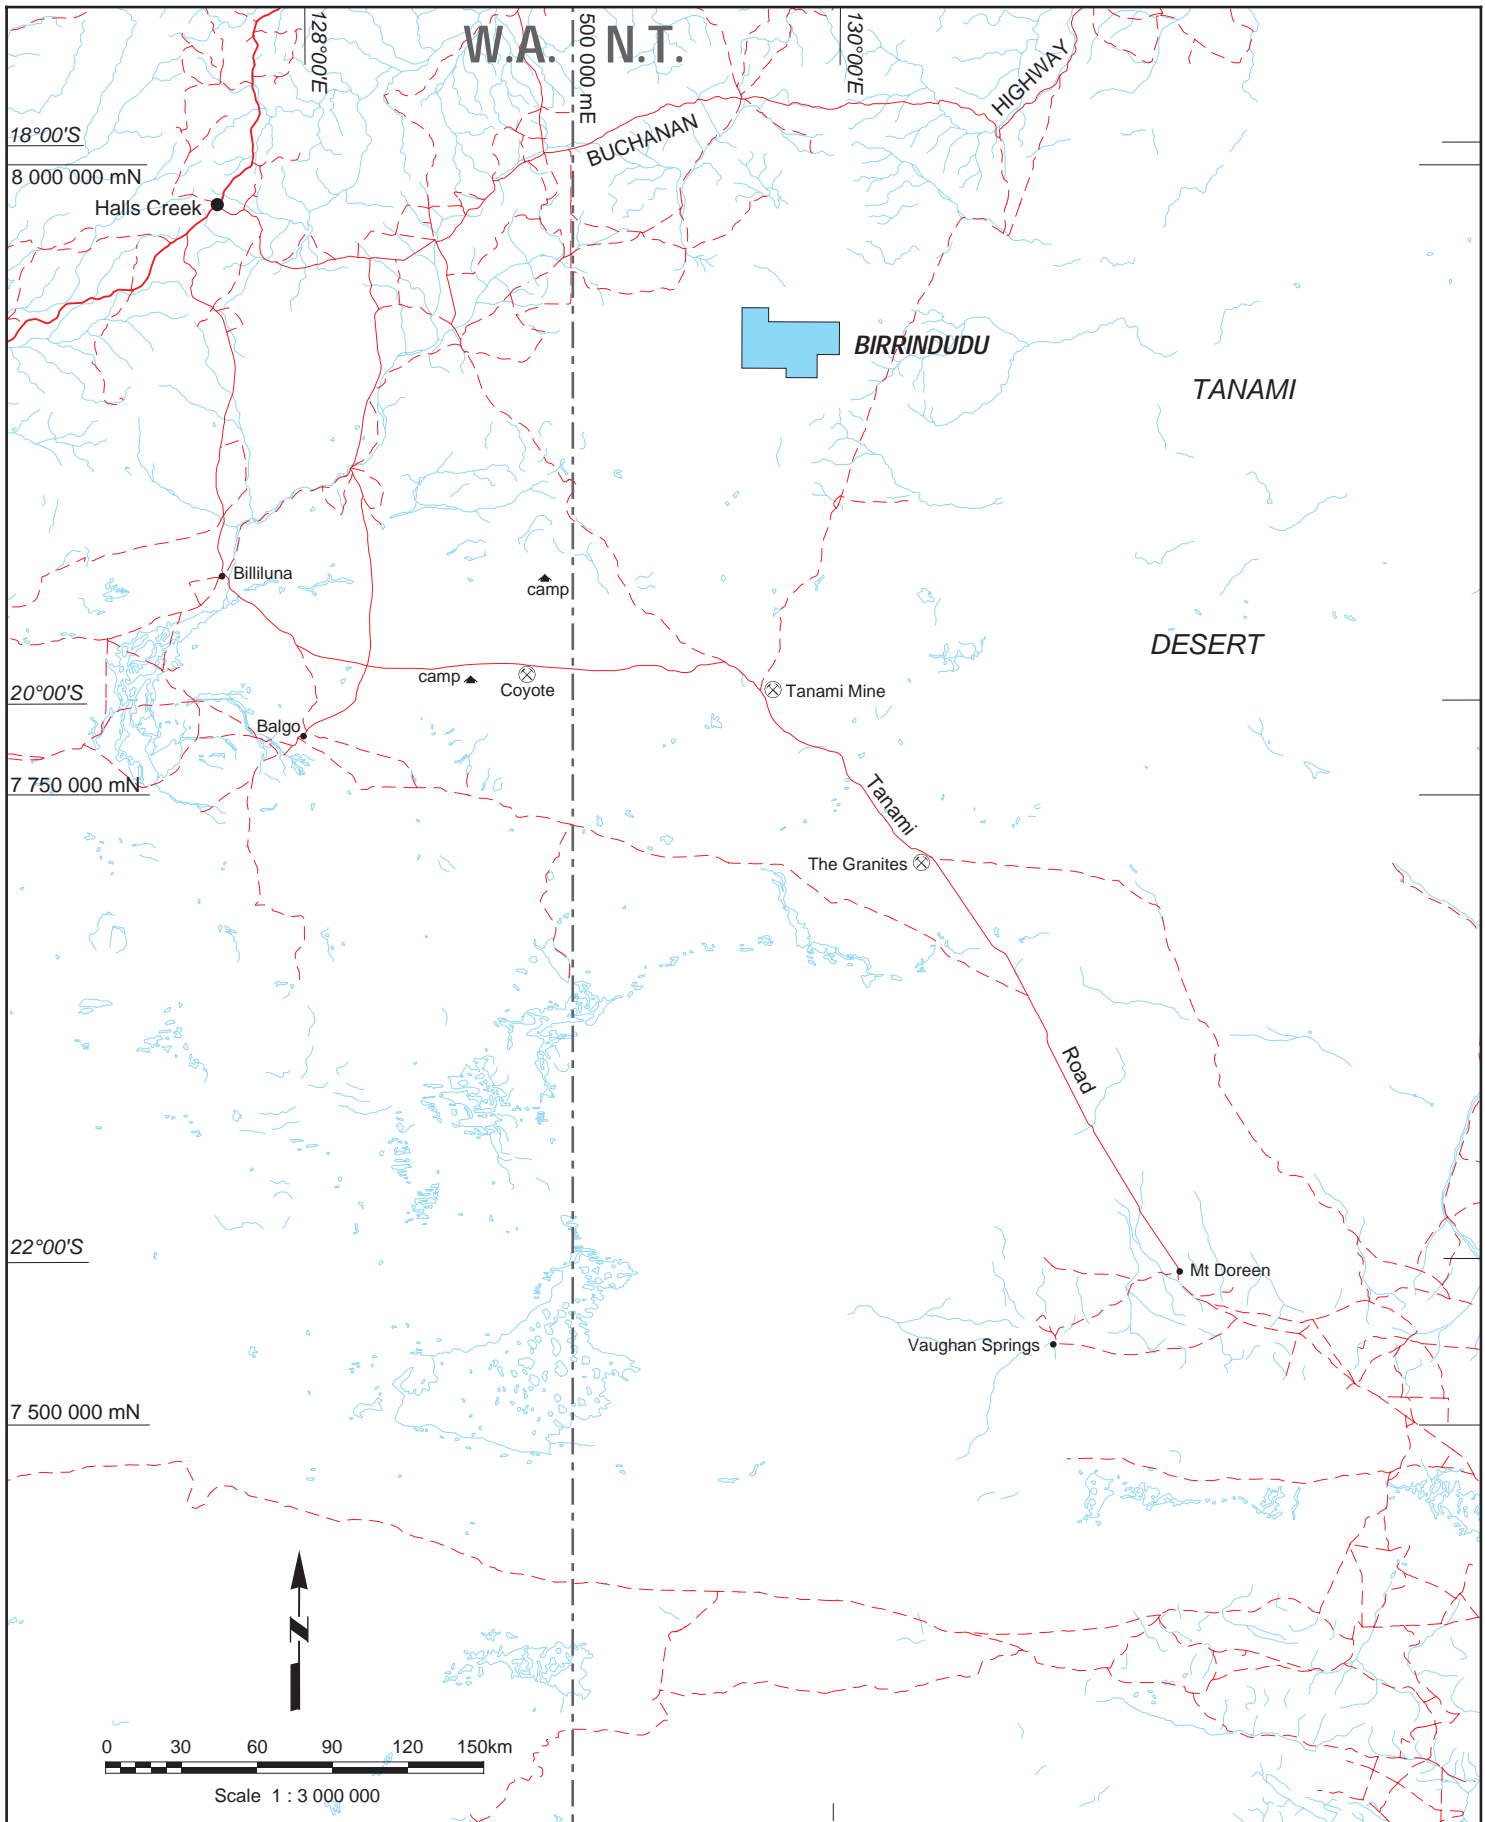 128°00'E
W.A.
500 000 mE
N.T.
130°00'E
HIGHWAY
BUCHANAN
18°00'S
8 000 000 mN
Halls Creek
BIRRINDUDU
TANAMI
Billiluna
camp
DESERT
camp
Coyote
Tanami Mine
20°00'S
Balgo
7 750 000 mN
Tanami
The Granites
Road
22°00'S
Mt Doreen
Vaughan Springs
7 500 000 mN
N
0 30 60 90 120 150km
Scale 1 : 3 000 000